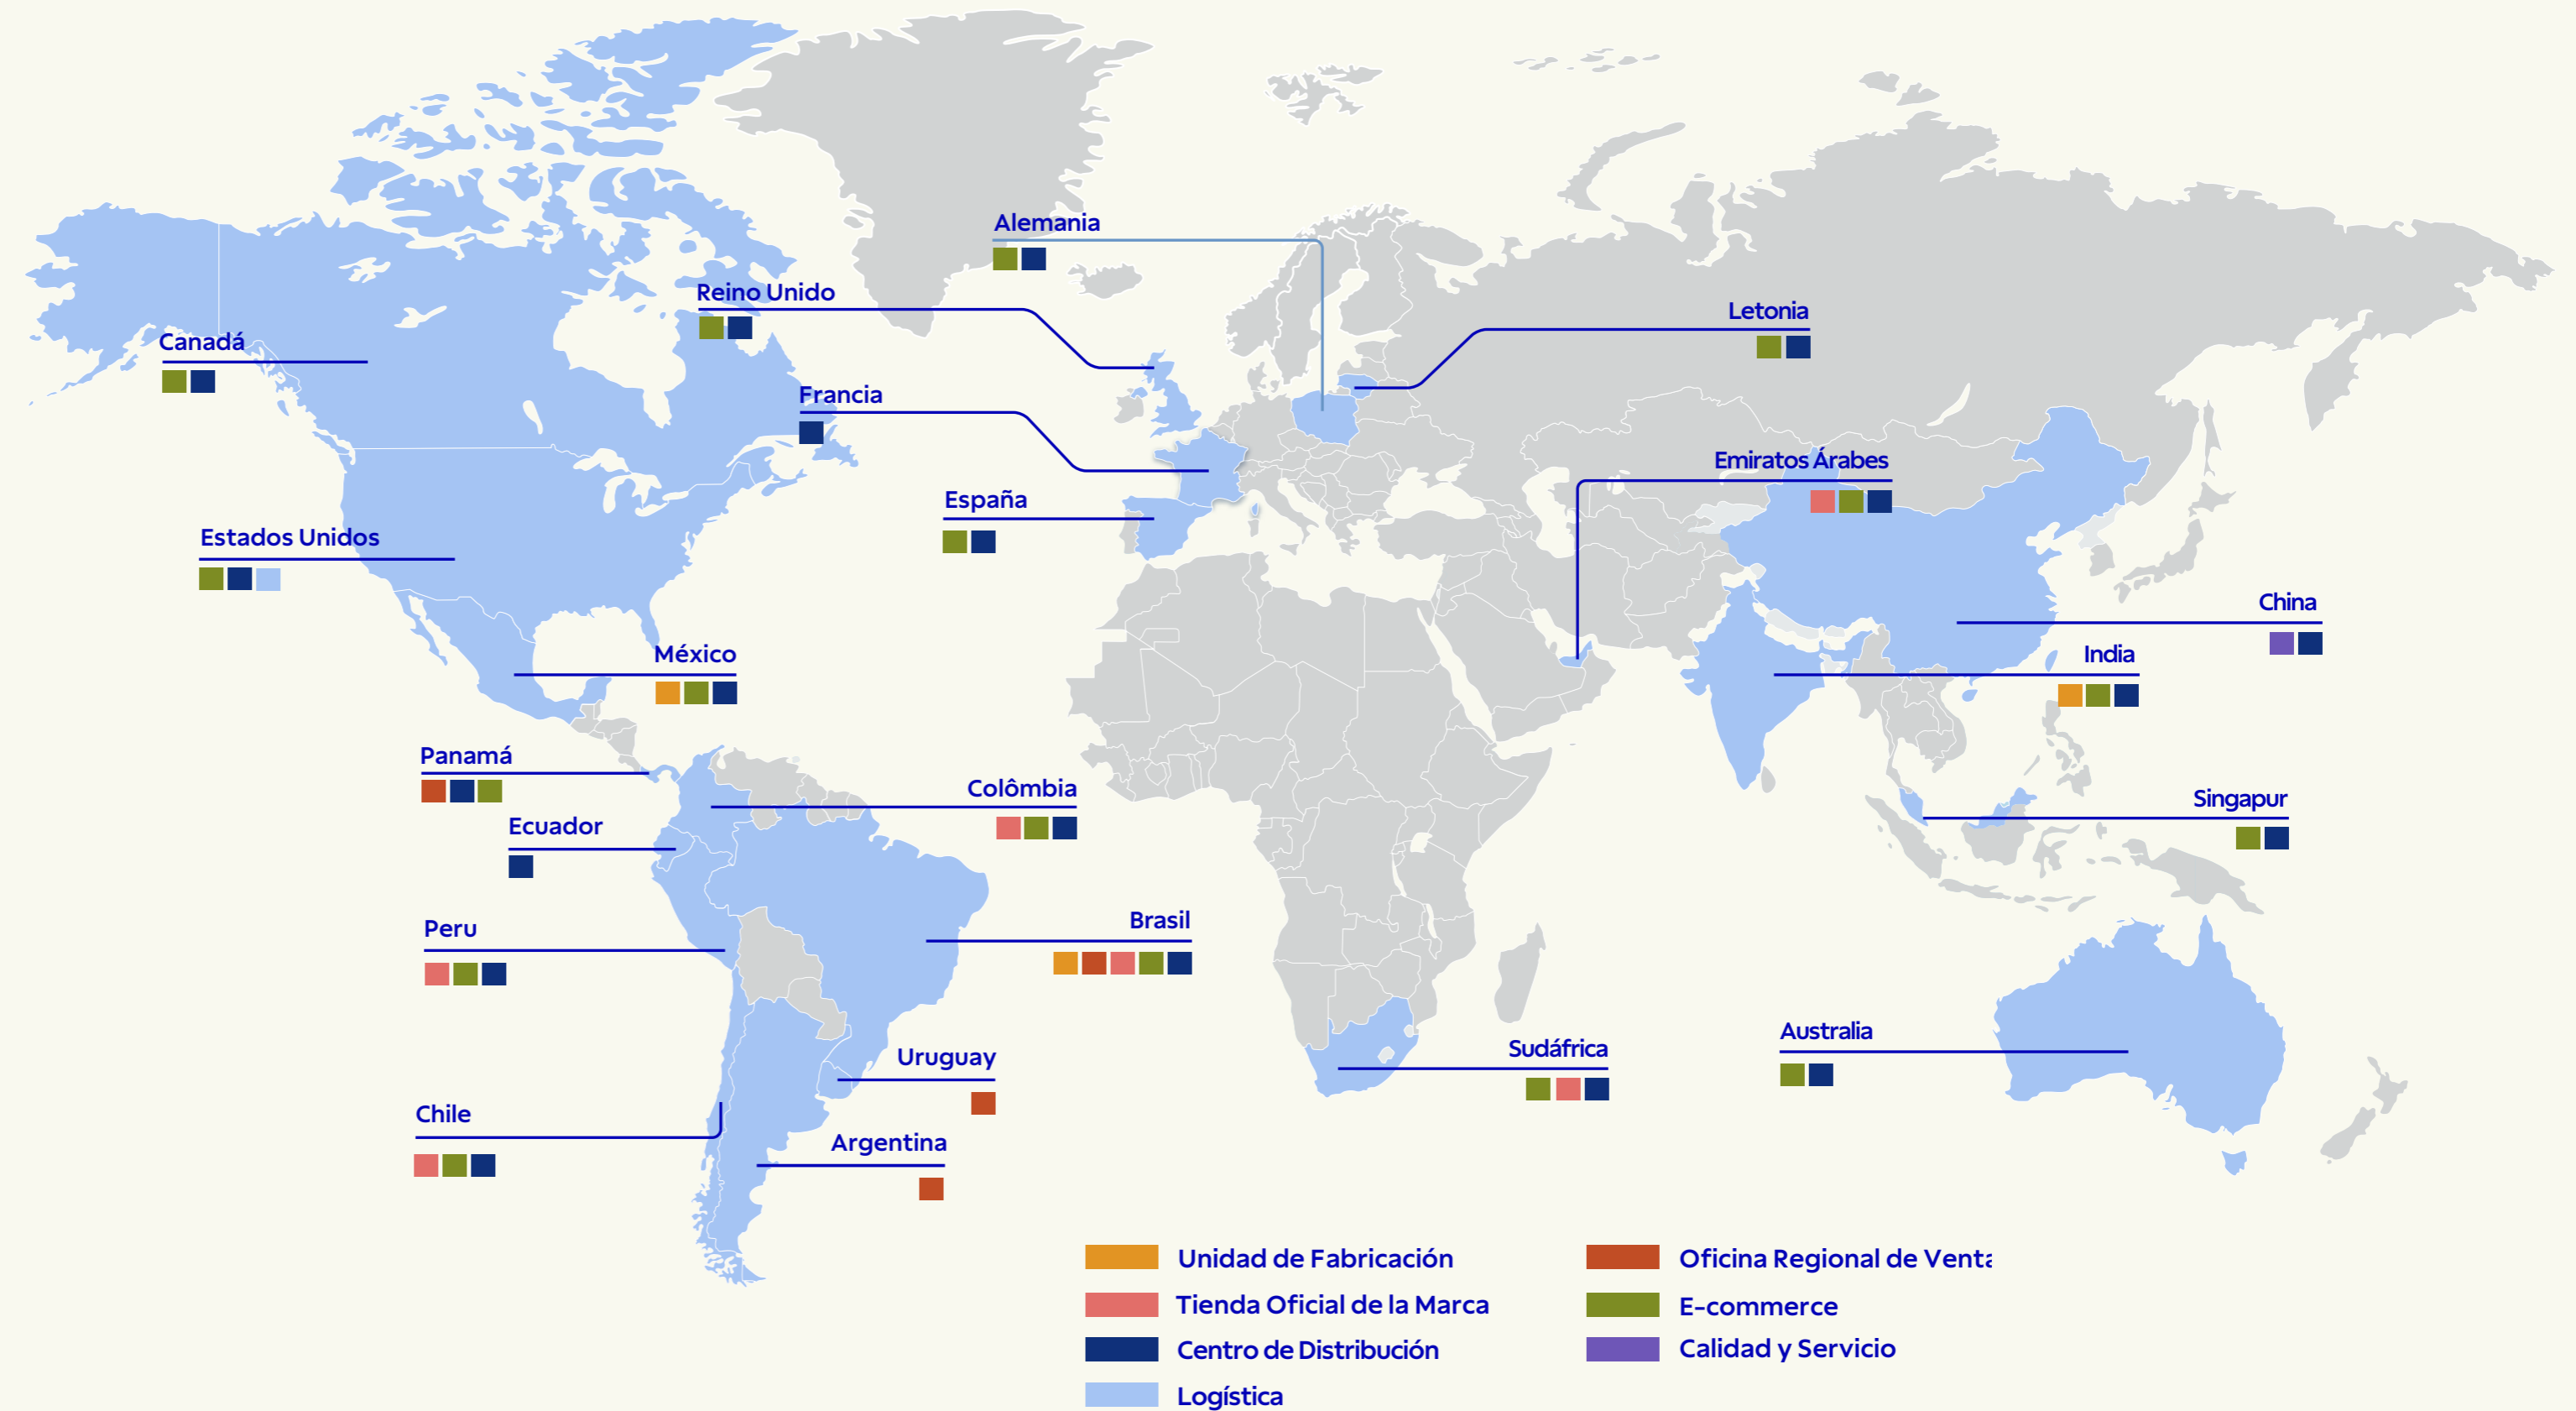 Alemania
Reino Unido
Letonia
Canadá
Francia
Emiratos Árabes
España
Estados Unidos
China
México
India
Panamá
Colômbia
Singapur
Ecuador
Brasil
Peru
Australia
Sudáfrica
Uruguay
Chile
Argentina
Unidad de Fabricación
Oficina Regional de Venta
Tienda Oficial de la Marca
E-commerce
Centro de Distribución
Calidad y Servicio
Logística